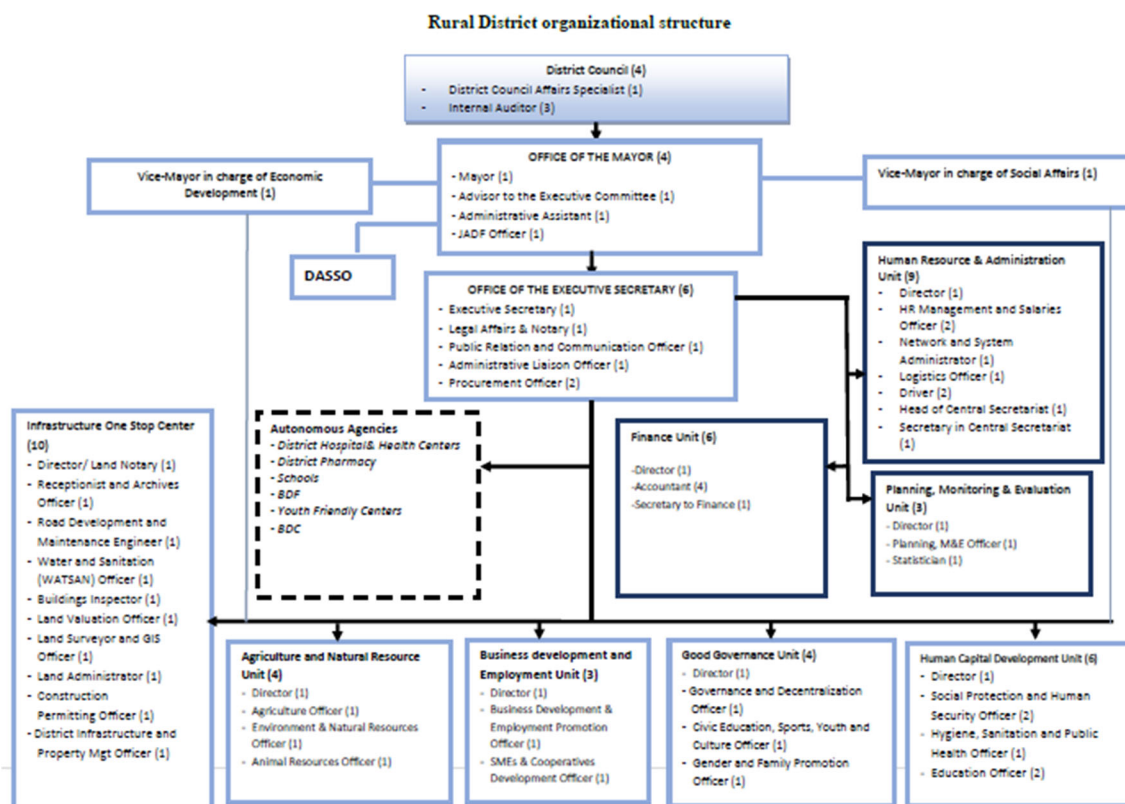 Rural District organizational structure
District Council (4)
- District Council Affairs Specialist (1)
- Internal Auditor (3)
OFFICE OF THE MAYOR (4)
- Mayor (1)
- Advisor to the Executive Committee (1)
- Administrative Assistant (1)
- JADF Officer (1)
Vice-Mayor in charge of Economic
Development (1)
Vice-Mayor in charge of Social Affairs (1)
DASSO
OFFICE OF THE EXECUTIVE SECRETARY (6)
- Executive Secretary (1)
- Legal Affairs & Notary (1)
- Public Relation and Communication Officer (1)
- Administrative Liaison Officer (1)
- Procurement Officer (2)
Human Resource & Administration
Unit (9)
- Director (1)
- HR Management and Salaries
Officer (2)
- Network and System
Administrator (1)
- Logistics Officer (1)
- Driver (2)
- Head of Central Secretariat (1)
- Secretary in Central Secretariat
(1)
Infrastructure One Stop Center
(10)
- Director/ Land Notary (1)
- Receptionist and Archives
Officer (1)
- Road Development and
Maintenance Engineer (1)
- Water and Sanitation
(WATSAN) Officer (1)
- Buildings Inspector (1)
- Land Valuation Officer (1)
- Land Surveyor and GIS
Officer (1)
- Land Administrator (1)
- Construction
Permitting Officer (1)
- District Infrastructure and
Property Mgt Officer (1)
Autonomous Agencies
- District Hospital& Health Centers
- District Pharmacy
- Schools
- BDF
- Youth Friendly Centers
- BDC
Finance Unit (6)
-Director (1)
-Accountant (4)
-Secretary to Finance (1)
Planning, Monitoring & Evaluation
Unit (3)
- Director (1)
- Planning, M&E Officer (1)
- Statistician (1)
Agriculture and Natural Resource
Unit (4)
- Director (1)
- Agriculture Officer (1)
- Environment & Natural Resources
Officer (1)
- Animal Resources Officer (1)
Business development and
Employment Unit (3)
- Director (1)
- Business Development &
Employment Promotion
Officer (1)
- SMEs & Cooperatives
Development Officer (1)
Good Governance Unit (4)
- Director (1)
- Governance and Decentralization
Officer (1)
- Civic Education, Sports, Youth and
Culture Officer (1)
- Gender and Family Promotion
Officer (1)
Human Capital Development Unit (6)
- Director (1)
- Social Protection and Human
Security Officer (2)
- Hygiene, Sanitation and Public
Health Officer (1)
- Education Officer (2)